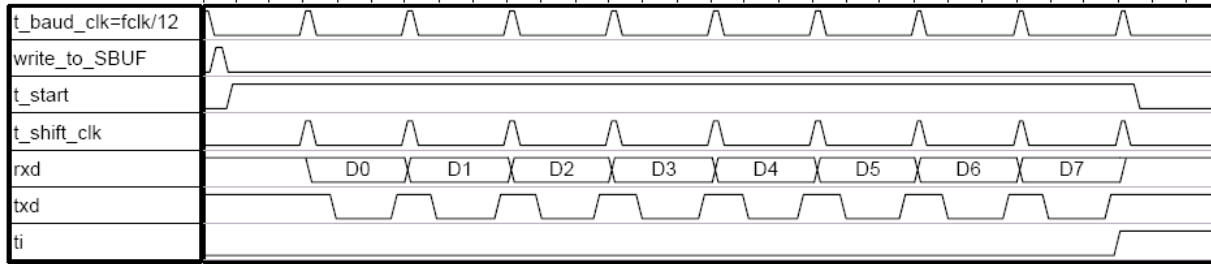 t_baud_clk=fclk/12
write_to_SBUF
t_start
t_shift_clk
rxd D0 D1 D2 D3 D4 D5 D6 D7
txd
ti